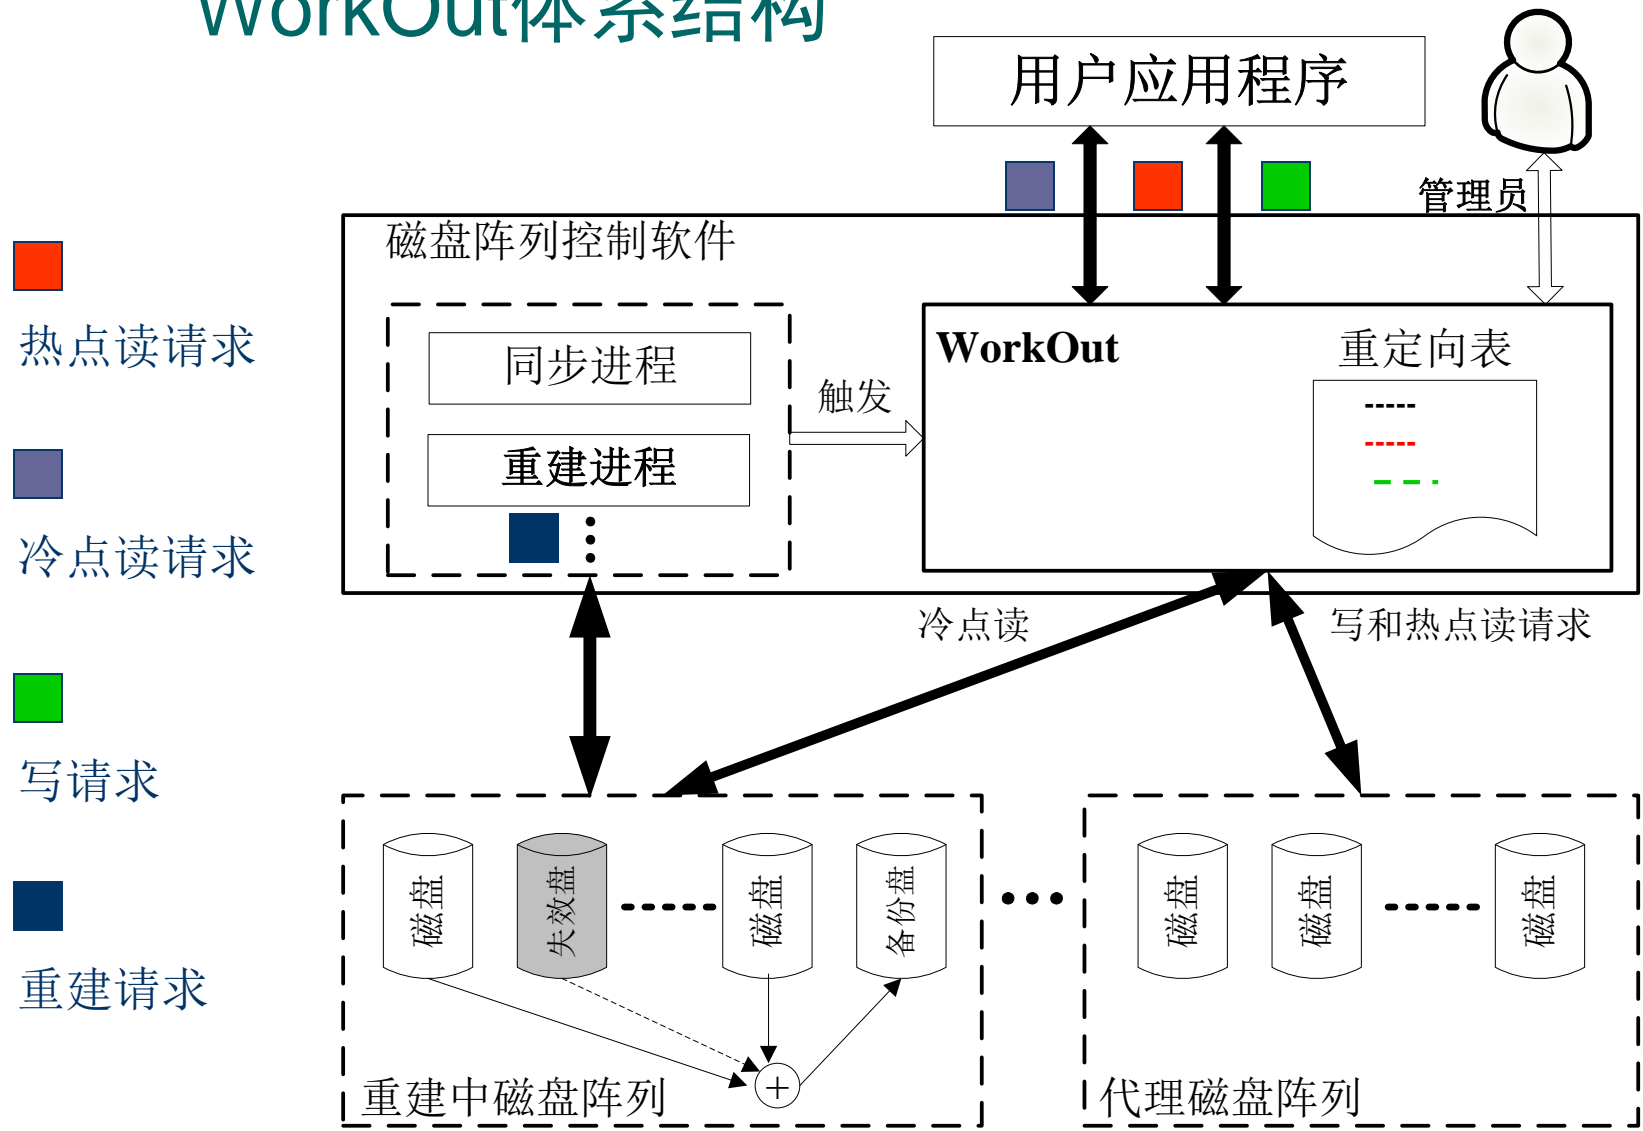 WorkOut体系结构
用户应用程序
管理员
磁盘阵列控制软件
热点读请求
冷点读请求
写请求
重建请求
同步进程
重建进程
触发
WorkOut
重定向表
冷点读
写和热点读请求
磁盘
失效盘
磁盘
备份盘
磁盘
磁盘
磁盘
重建中磁盘阵列
代理磁盘阵列